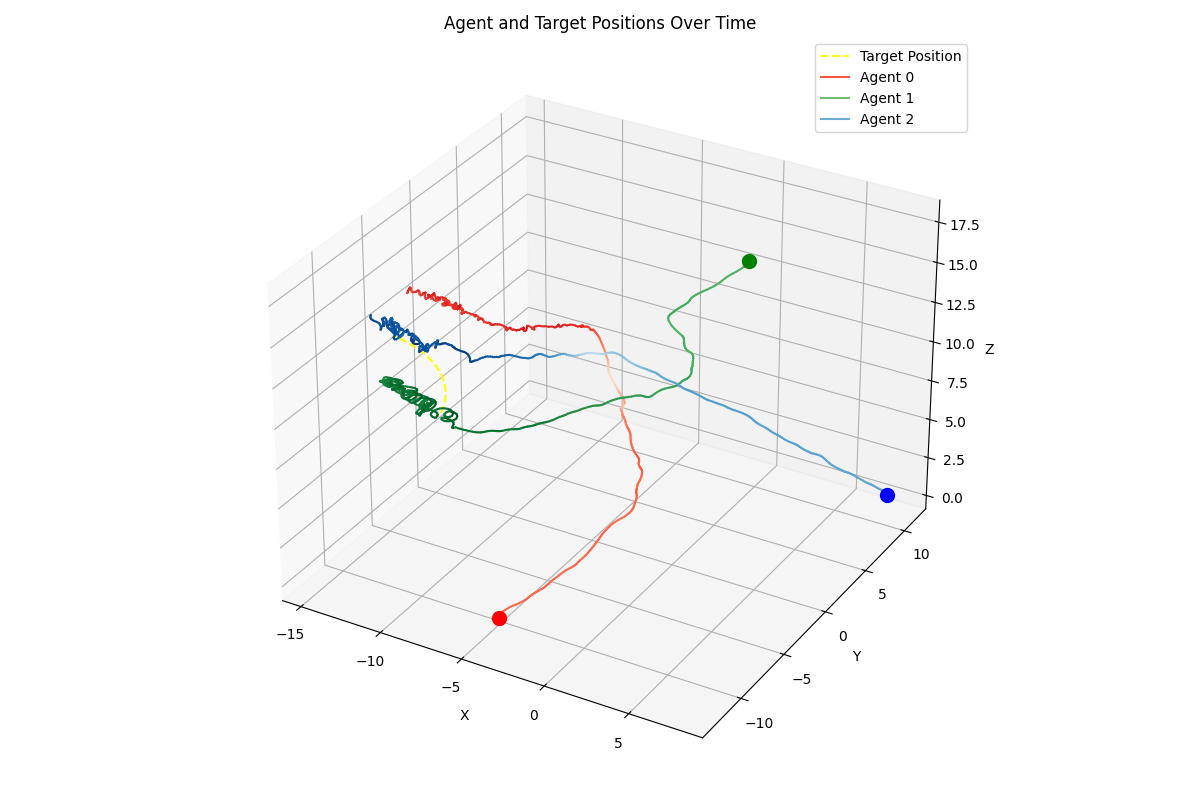 Agent and Target Positions Over Time
Target Position
Agent 0
Agent 1
Agent 2
17.5
15.0
12.5
10.0
7.5
5.0
2.5
0.0
Z
10
5
0
−5
−10
Y
−15
−10
−5
0
5
X